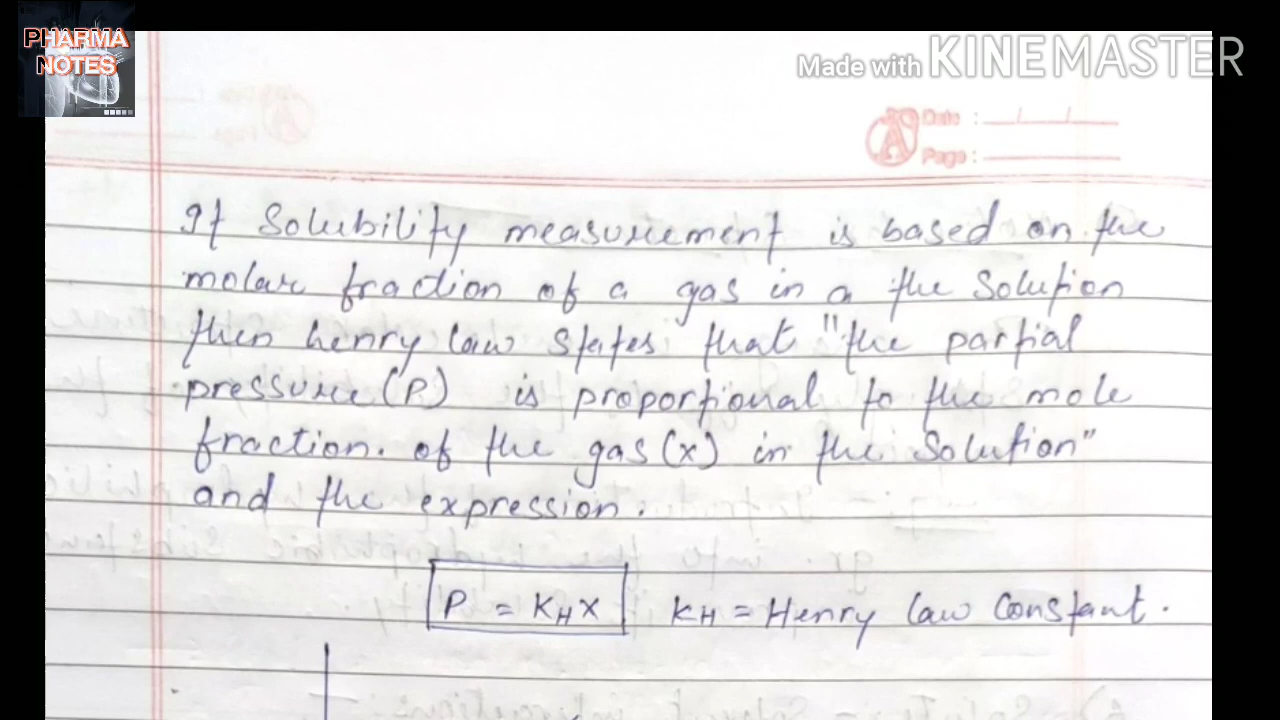 PHARMA
NOTES
Made with KINEMASTER
Date :
Page :
If Solubility measurement is based on the
molar fraction of a gas in a the Solution
then henry law states that "the partial
pressure (P) is proportional to the mole
fraction. of the gas (x) in the Solution"
and the expression.
P = KHX KH = Henry law Constant.